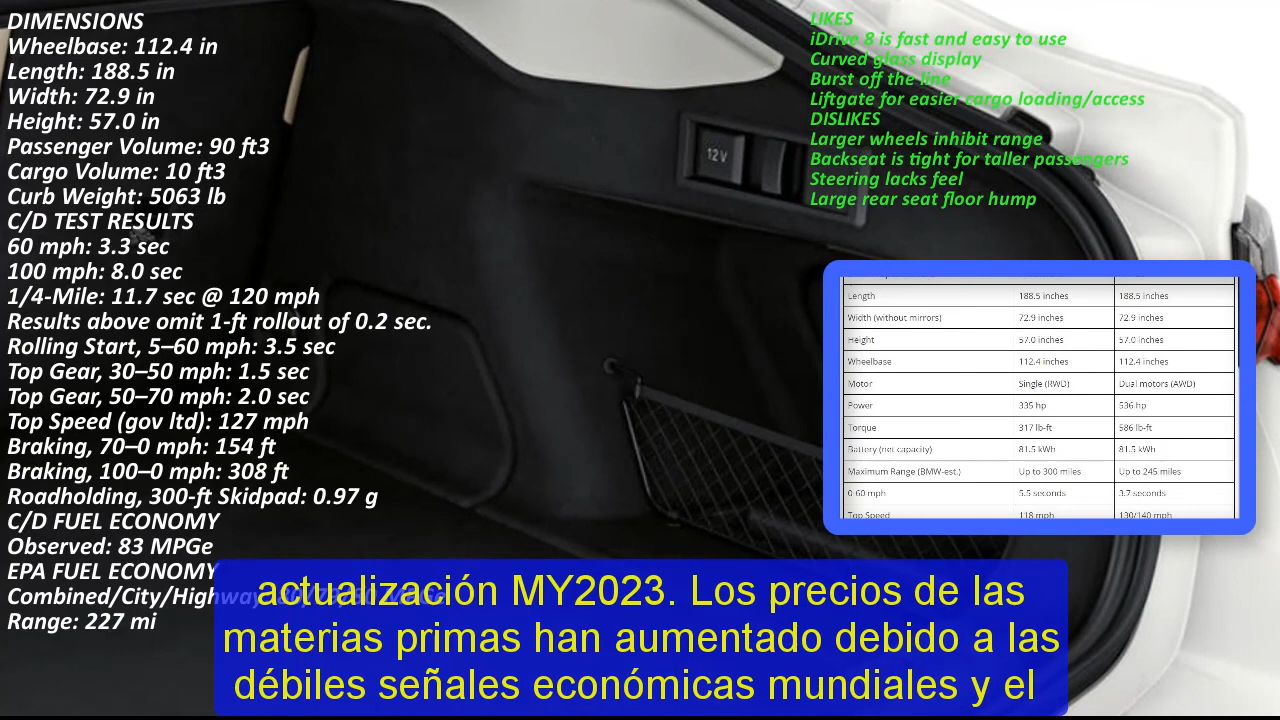 DIMENSIONS
Wheelbase: 112.4 in
Length: 188.5 in
Width: 72.9 in
Height: 57.0 in
Passenger Volume: 90 ft3
Cargo Volume: 10 ft3
Curb Weight: 5063 lb
C/D TEST RESULTS
60 mph: 3.3 sec
100 mph: 8.0 sec
1/4-Mile: 11.7 sec @ 120 mph
Results above omit 1-ft rollout of 0.2 sec.
Rolling Start, 5–60 mph: 3.5 sec
Top Gear, 30–50 mph: 1.5 sec
Top Gear, 50–70 mph: 2.0 sec
Top Speed (gov ltd): 127 mph
Braking, 70–0 mph: 154 ft
Braking, 100–0 mph: 308 ft
Roadholding, 300-ft Skidpad: 0.97 g
C/D FUEL ECONOMY
Observed: 83 MPGe
EPA FUEL ECONOMY
Combined/City/Highway
Range: 227 mi
LIKES
iDrive 8 is fast and easy to use
Curved glass display
Burst off the line
Liftgate for easier cargo loading/access
DISLIKES
Larger wheels inhibit range
Backseat is tight for taller passengers
Steering lacks feel
Large rear seat floor hump
12V
Length 188.5 inches 188.5 inches
Width (without mirrors) 72.9 inches 72.9 inches
Height 57.0 inches 57.0 inches
Wheelbase 112.4 inches 112.4 inches
Motor Single (RWD) Dual motors (AWD)
Power 335 hp 536 hp
Torque 317 lb-ft 586 lb-ft
Battery (net capacity) 81.5 kWh 81.5 kWh
Maximum Range (BMW-est.) Up to 300 miles Up to 245 miles
0-60 mph 5.5 seconds 3.7 seconds
Top Speed 118 mph 130/140 mph
actualización MY2023. Los precios de las
materias primas han aumentado debido a las
débiles señales económicas mundiales y el